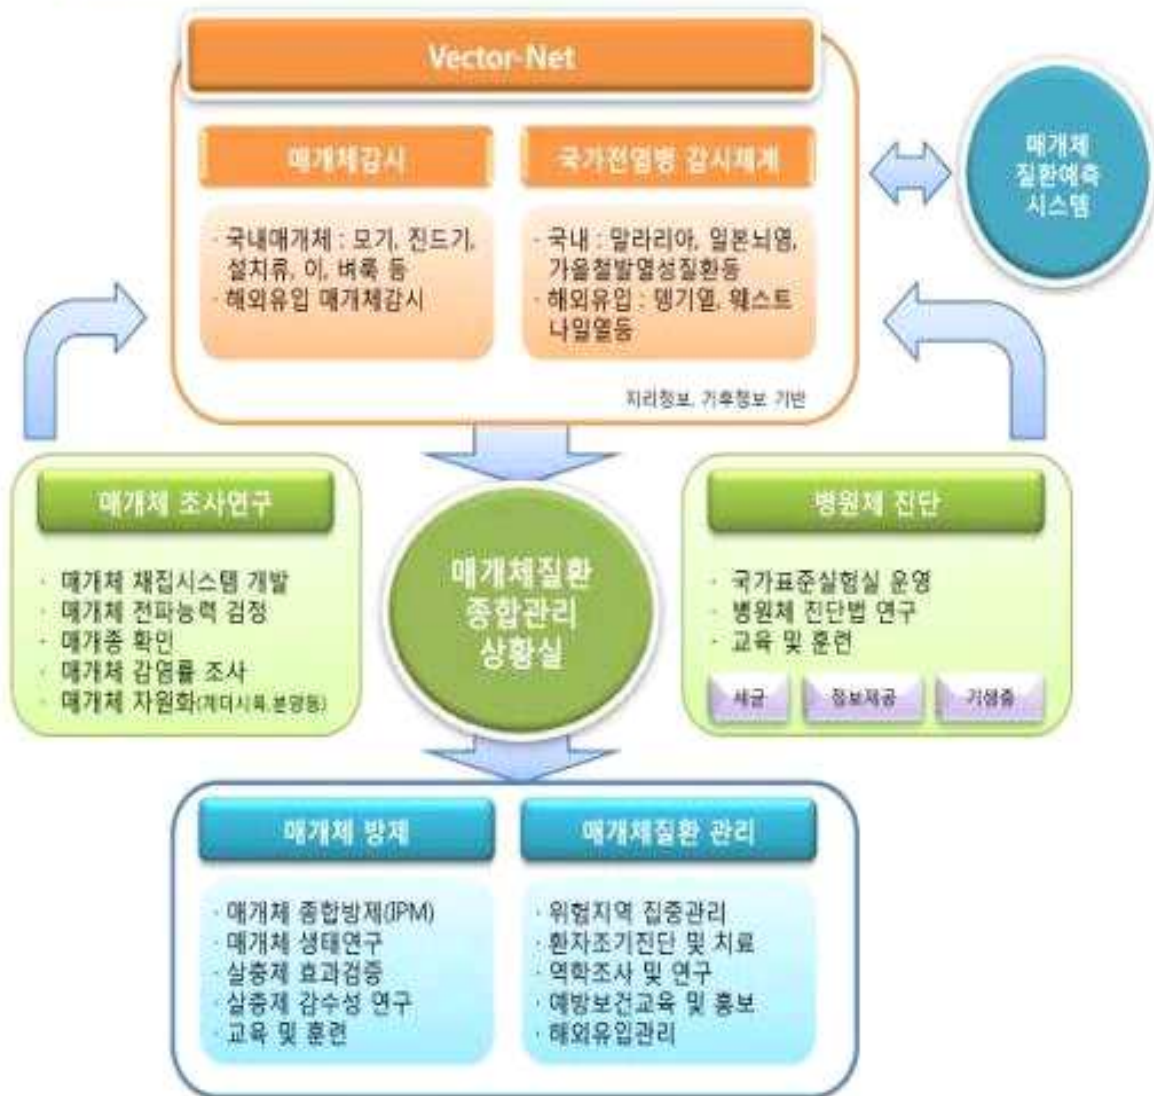 Vector-Net
매개체감시
· 국내매개체 : 모기, 진드기,
설치류, 이, 벼룩 등
· 해외유입 매개체감시
국가전염병 감시체계
· 국내 : 말라리아, 일본뇌염,
가을철발열성질환등
· 해외유입 : 뎅기열, 웨스트
나일열등
지리정보, 기후정보 기반
매개체
질환예측
시스템
매개체 조사연구
· 매개체 채집시스템 개발
· 매개체 전파능력 검정
· 매개종 확인
· 매개체 감염률 조사
· 매개체 자원화(계대사육,분양등)
매개체질환
종합관리
상황실
병원체 진단
· 국가표준실험실 운영
· 병원체 진단법 연구
· 교육 및 훈련
세균
정보제공
기생충
매개체 방제
· 매개체 종합방제(IPM)
· 매개체 생태연구
· 살충제 효과검증
· 살충제 감수성 연구
· 교육 및 훈련
매개체질환 관리
· 위험지역 집중관리
· 환자조기진단 및 치료
· 역학조사 및 연구
· 예방보건교육 및 홍보
· 해외유입관리